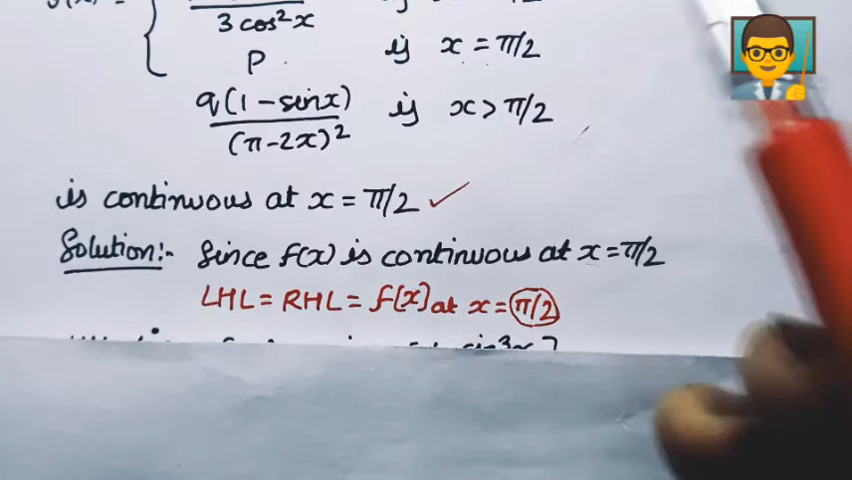 3 cos²x
P if x = π/2
q(1 - sinx) if x > π/2
(π-2x)²
is continuous at x = π/2 ✓
Solution:- Since f(x) is continuous at x = π/2
LHL = RHL = f(x) at x = π/2